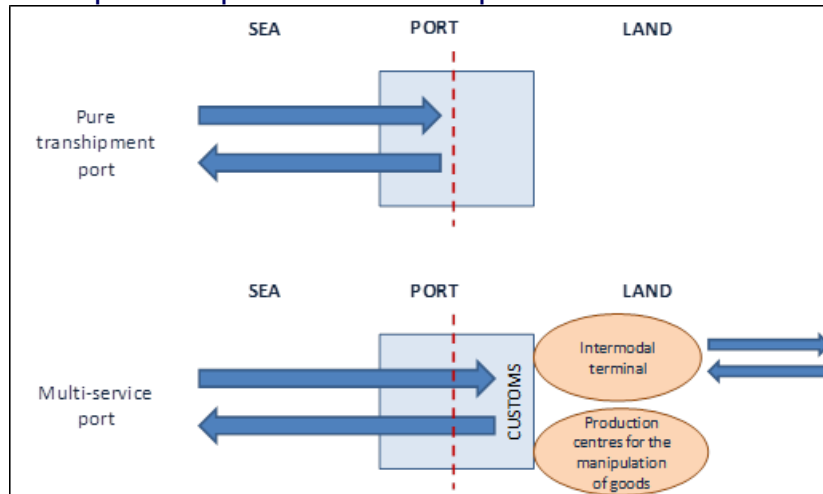 SEA PORT LAND
Pure
transhipment
port
SEA PORT LAND
Multi-service
port
CUSTOMS
Intermodal
terminal
Production
centres for the
manipulation
of goods